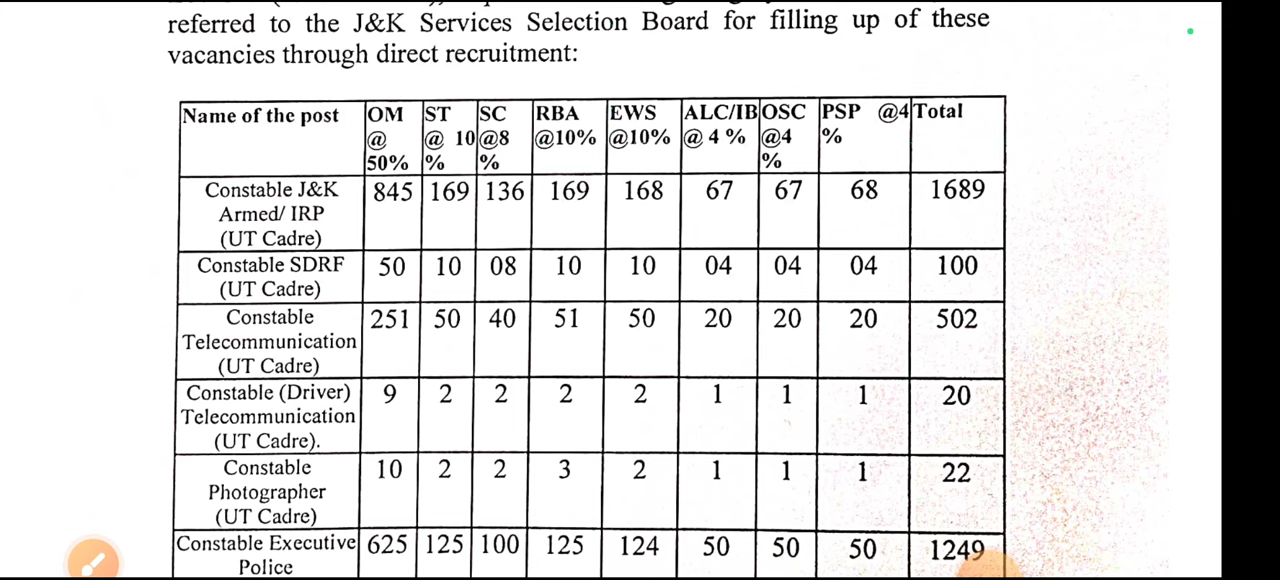 referred to the J&K Services Selection Board for filling up of these
vacancies through direct recruitment:
Name of the post OM @ 50% ST @ 10 % SC @8 % RBA @10% EWS @10% ALC/IB @ 4 % OSC @4 % PSP @4 % Total
Constable J&K Armed/ IRP (UT Cadre) 845 169 136 169 168 67 67 68 1689
Constable SDRF (UT Cadre) 50 10 08 10 10 04 04 04 100
Constable Telecommunication (UT Cadre) 251 50 40 51 50 20 20 20 502
Constable (Driver) Telecommunication (UT Cadre). 9 2 2 2 2 1 1 1 20
Constable Photographer (UT Cadre) 10 2 2 3 2 1 1 1 22
Constable Executive Police 625 125 100 125 124 50 50 50 1249